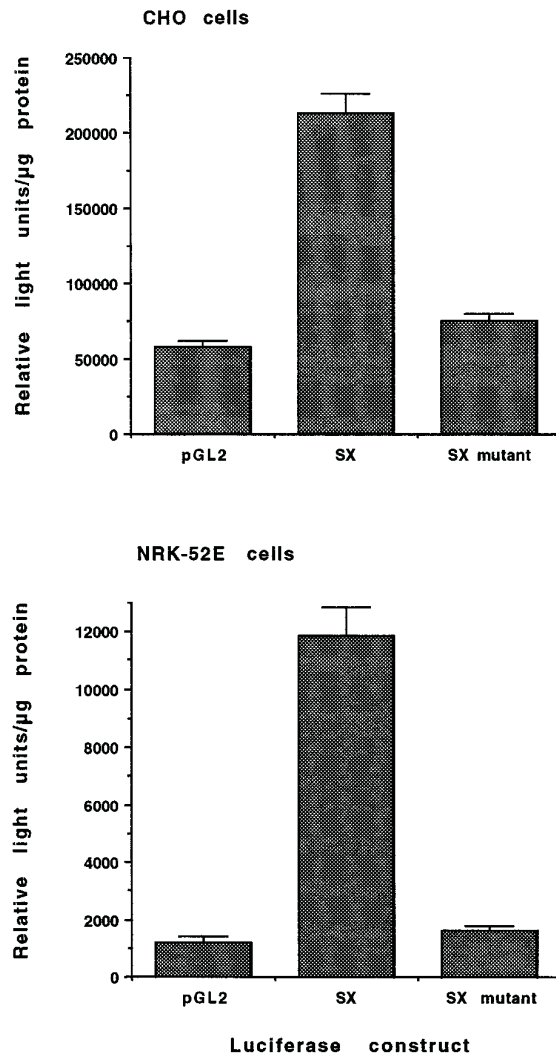 CHO cells
Relative light units/µg protein
250000
200000
150000
100000
50000
0
pGL2 SX SX mutant
NRK-52E cells
Relative light units/µg protein
12000
10000
8000
6000
4000
2000
0
pGL2 SX SX mutant
Luciferase construct